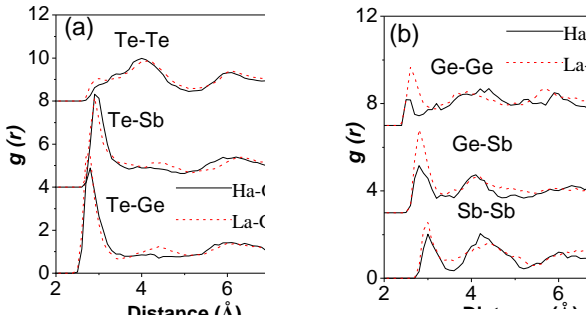 (a)
Te-Te
Te-Sb
Te-Ge
g (r)
12
10
8
6
4
2
0
2
4
6
Ha-
La-
Distance (Å)
(b)
Ha
La-
Ge-Ge
Ge-Sb
Sb-Sb
g (r)
12
8
4
0
2
4
6